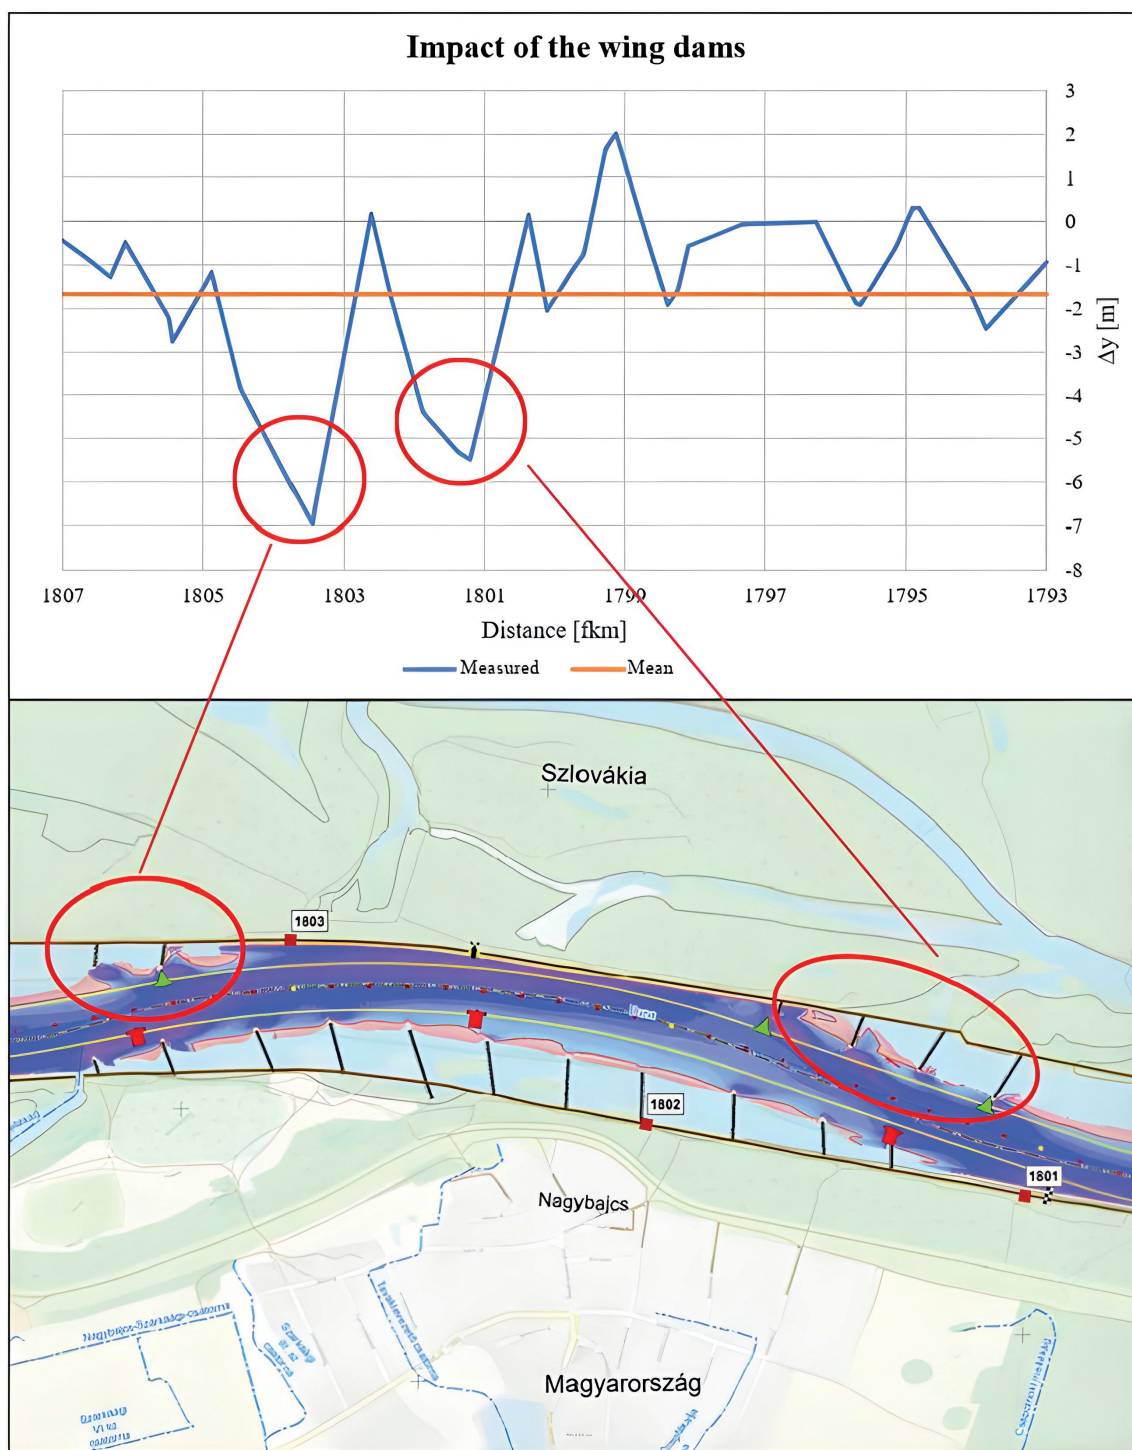 Impact of the wing dams
3
2
1
0
-1
-2
-3
-4
-5
-6
-7
-8
Δy [m]
1807 1805 1803 1801 1799 1797 1795 1793
Distance [fkm]
Measured Mean
Szlovákia
1803
1802
1801
Nagybajcs
Magyarország